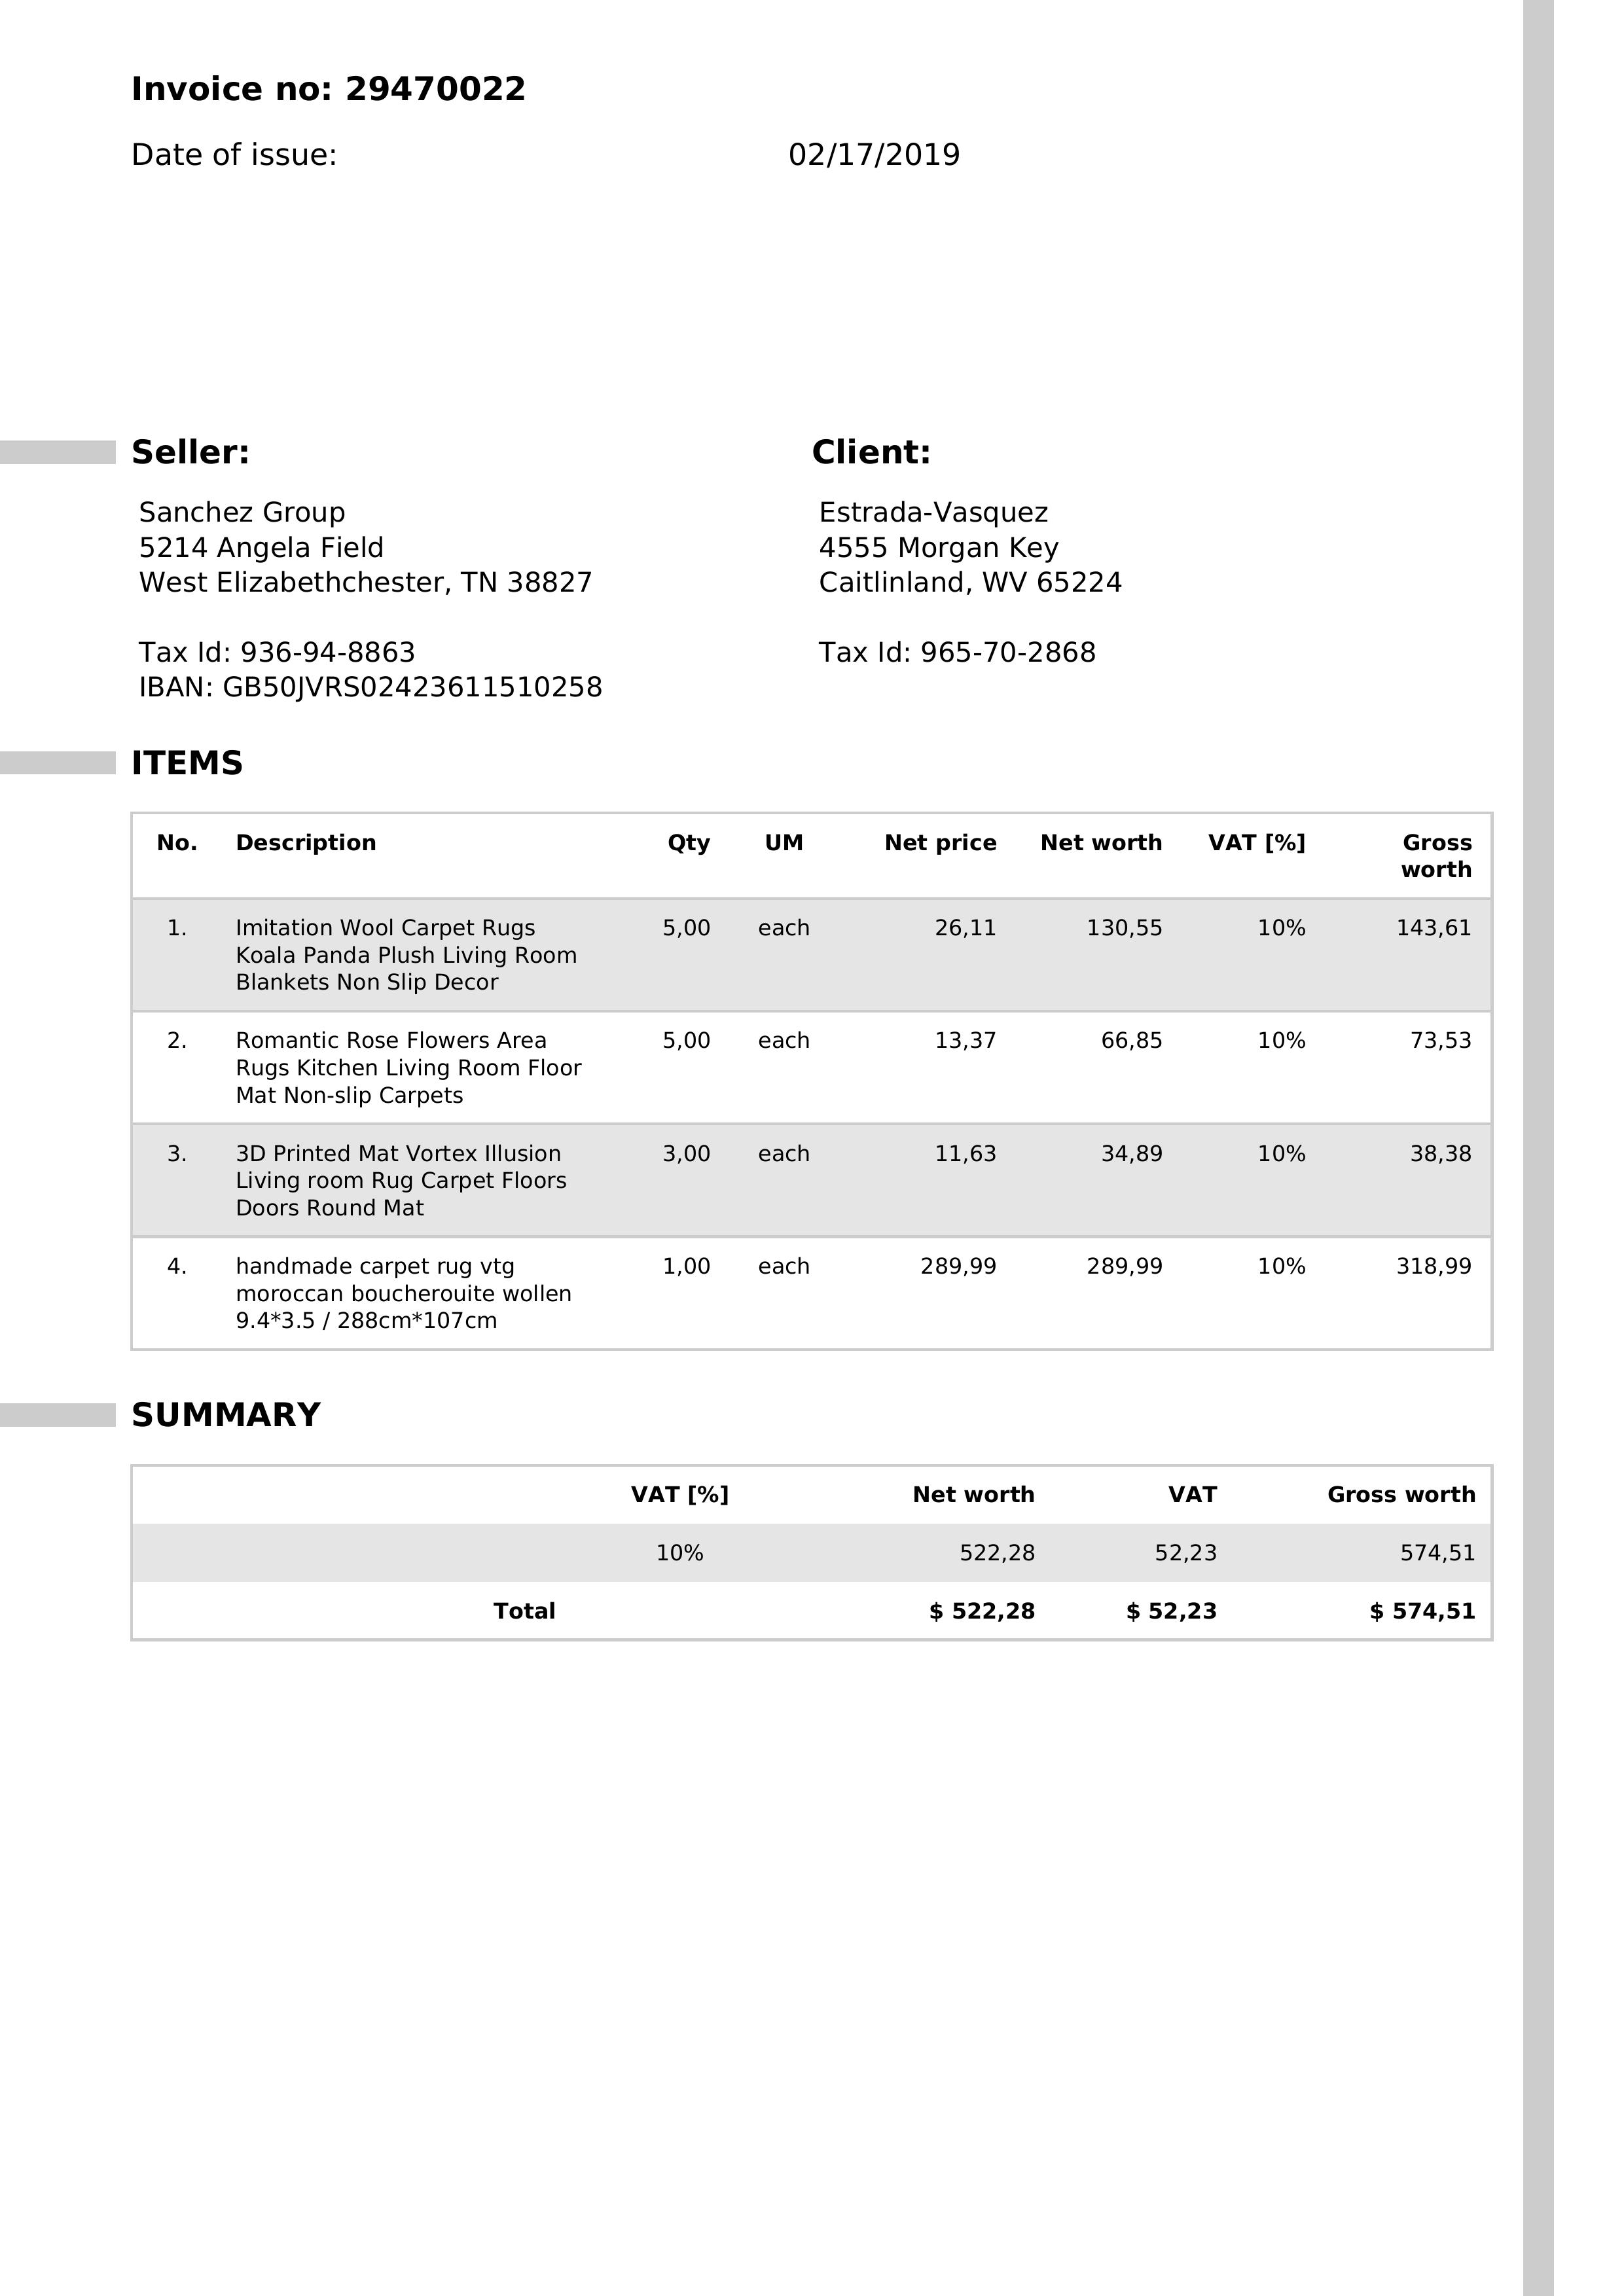 Invoice no: 29470022
Date of issue: 02/17/2019
Seller: Client:
Sanchez Group Estrada-Vasquez
5214 Angela Field 4555 Morgan Key
West Elizabethchester, TN 38827 Caitlinland, WV 65224
Tax Id: 936-94-8863 Tax Id: 965-70-2868
IBAN: GB50JVRS02423611510258
ITEMS
No. Description Qty UM Net price Net worth VAT [%] Gross
worth
1. Imitation Wool Carpet Rugs 5,00 each 26,11 130,55 10% 143,61
Koala Panda Plush Living Room
Blankets Non Slip Decor
2. Romantic Rose Flowers Area 5,00 each 13,37 66,85 10% 73,53
Rugs Kitchen Living Room Floor
Mat Non-slip Carpets
3. 3D Printed Mat Vortex Illusion 3,00 each 11,63 34,89 10% 38,38
Living room Rug Carpet Floors
Doors Round Mat
4. handmade carpet rug vtg 1,00 each 289,99 289,99 10% 318,99
moroccan boucherouite wollen
9.4*3.5 / 288cm*107cm
SUMMARY
VAT [%] Net worth VAT Gross worth
10% 522,28 52,23 574,51
Total $ 522,28 $ 52,23 $ 574,51